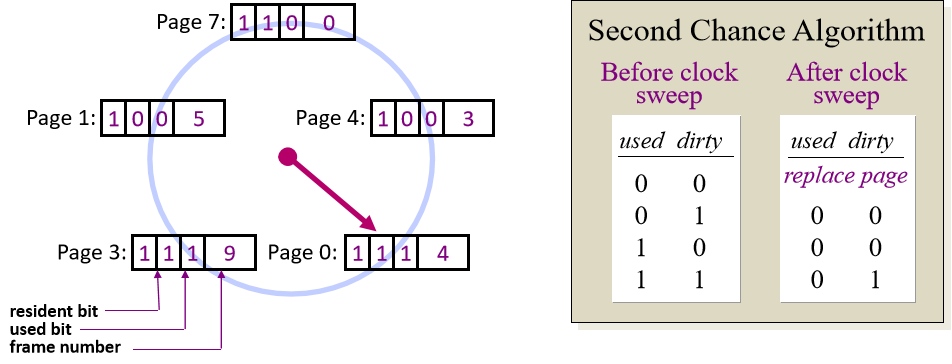 Page 7: 1 1 0 0
Page 1: 1 0 0 5
Page 4: 1 0 0 3
Page 3: 1 1 1 9
Page 0: 1 1 1 4
resident bit
used bit
frame number
Second Chance Algorithm
Before clock
sweep
used dirty
0 0
0 1
1 0
1 1
After clock
sweep
used dirty
replace page
0 0
0 0
0 1